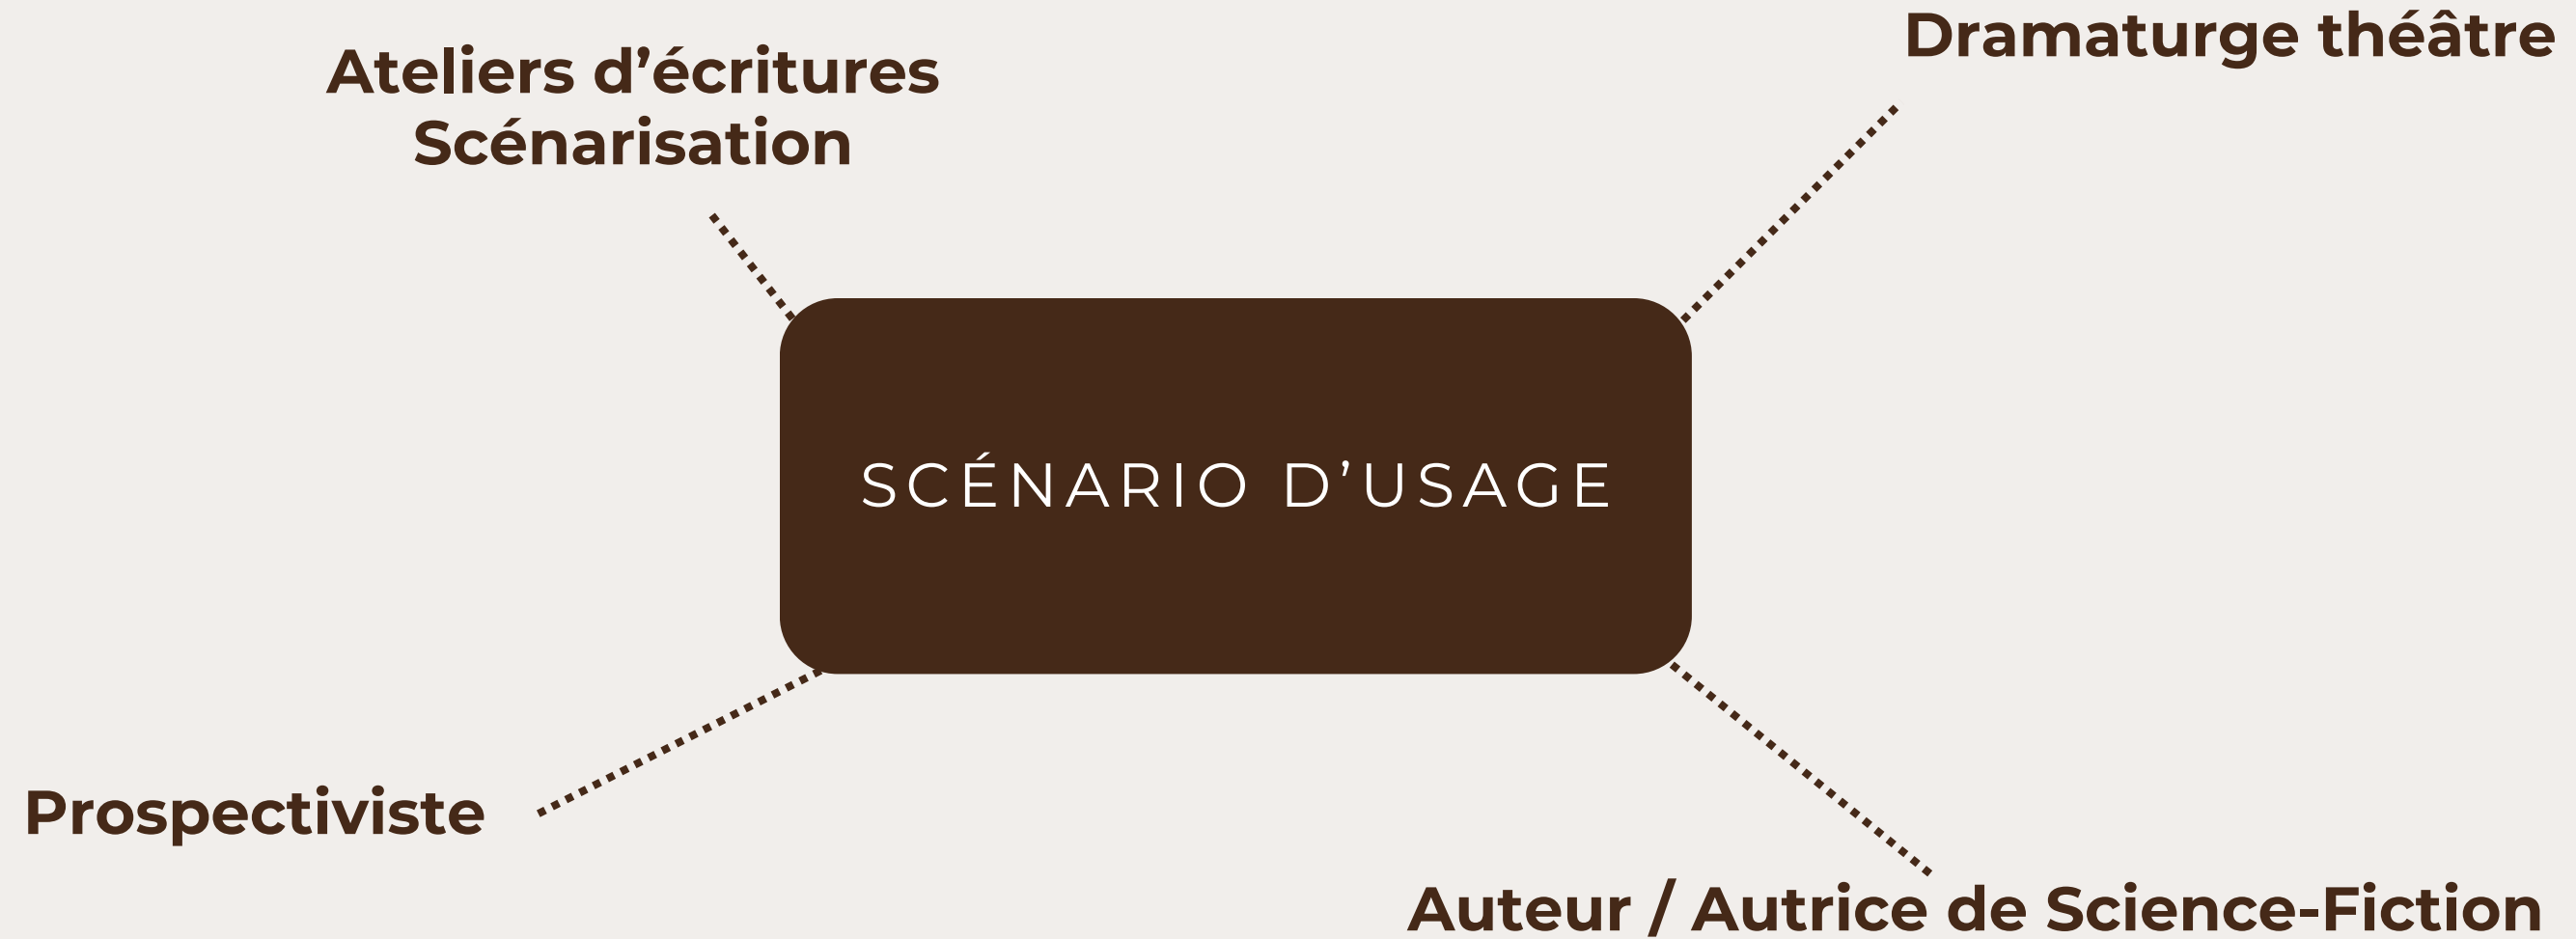 Dramaturge théâtre
Ateliers d’écritures
Scénarisation
SCÉNARIO D’USAGE
Prospectiviste
Auteur / Autrice de Science-Fiction